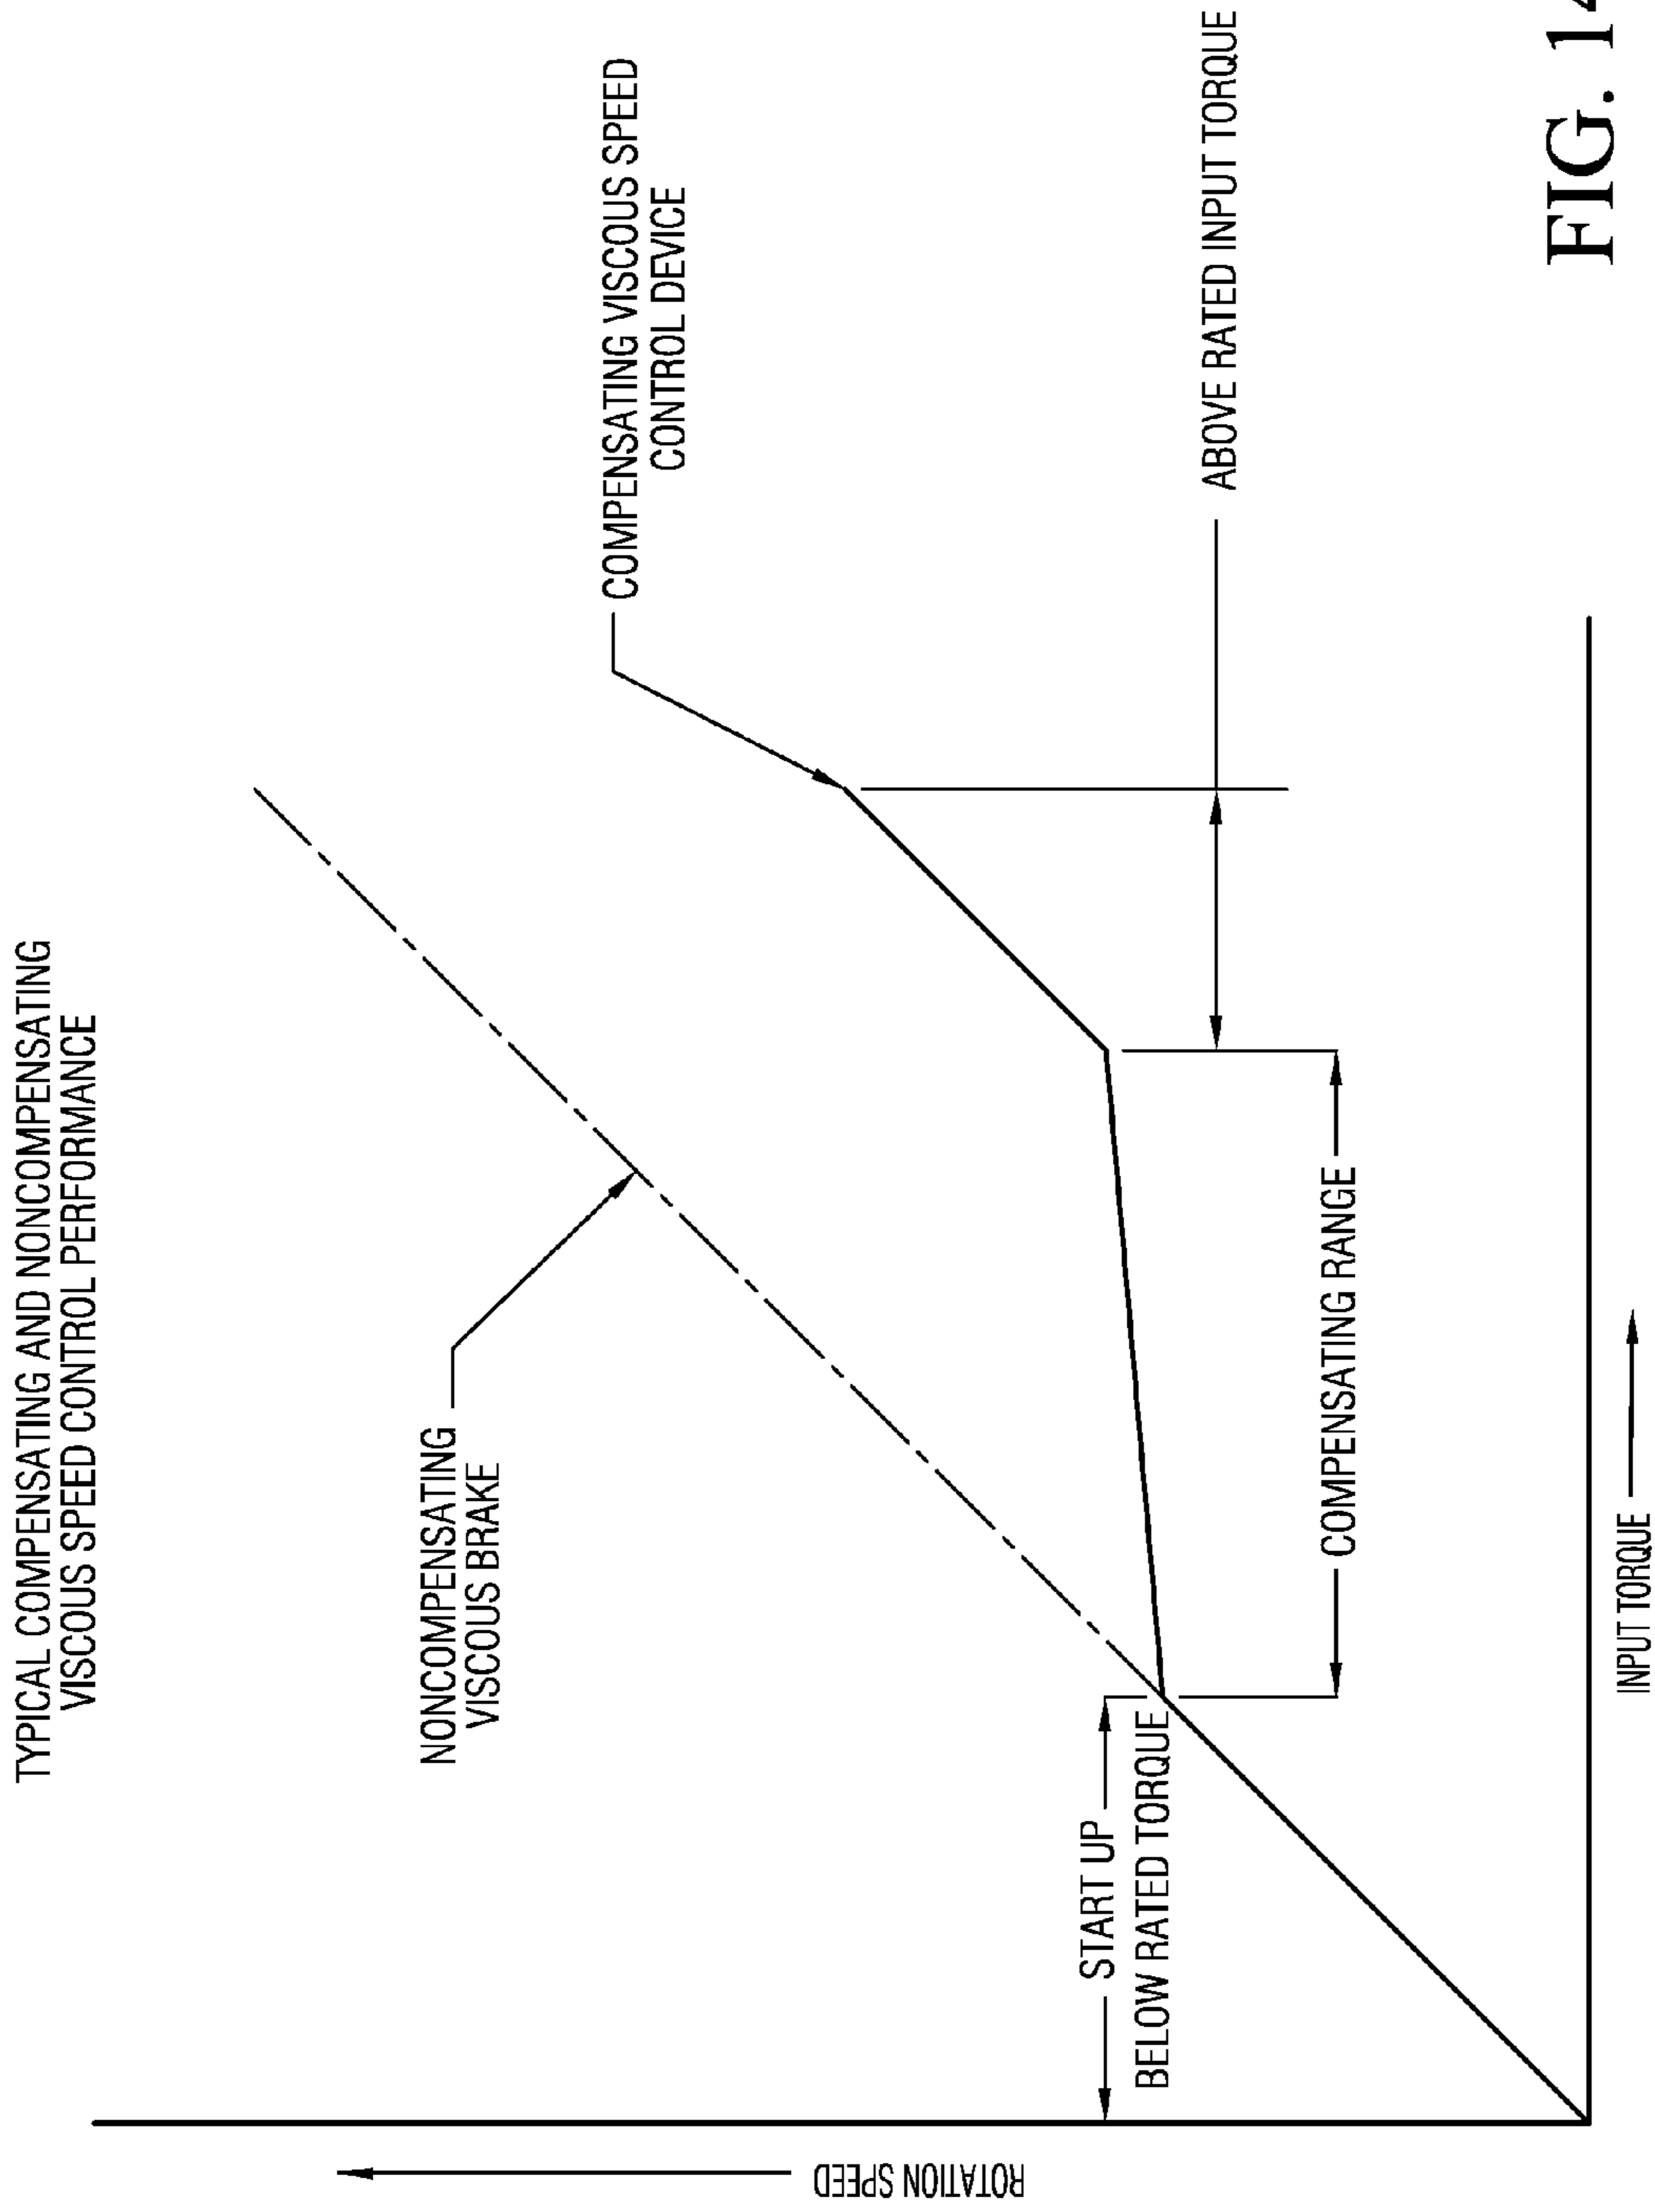 TYPICAL COMPENSATING AND NONCOMPENSATING
VISCOUS SPEED CONTROL PERFORMANCE
NONCOMPENSATING
VISCOUS BRAKE
COMPENSATING VISCOUS SPEED
CONTROL DEVICE
START UP
BELOW RATED TORQUE
ABOVE RATED INPUT TORQUE
COMPENSATING RANGE
ROTATION SPEED
INPUT TORQUE
FIG. 14